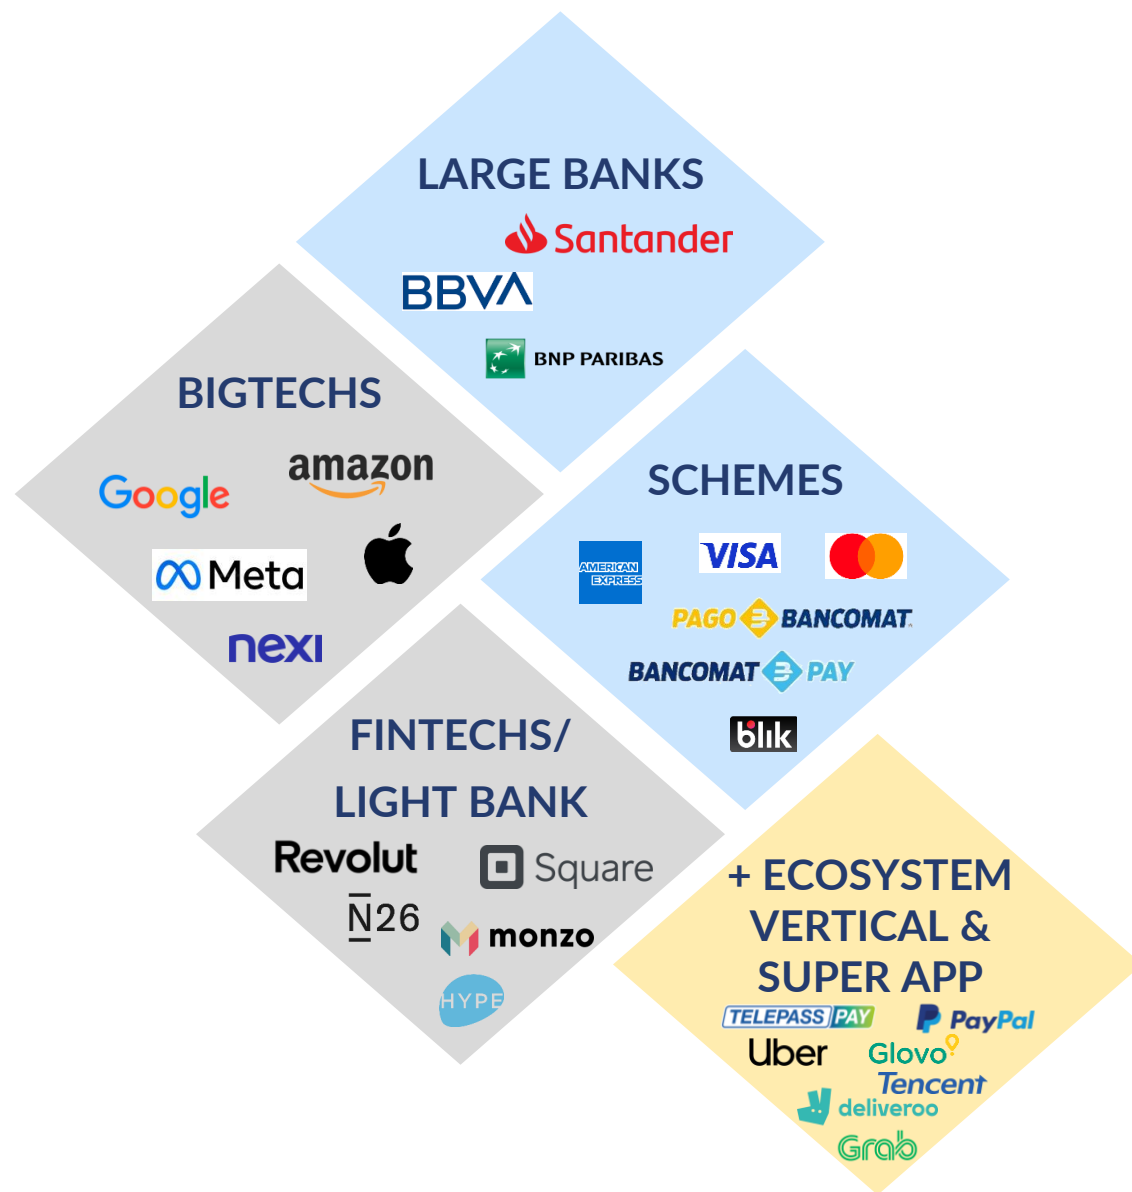 LARGE BANKS
Santander
BBVA
BNP PARIBAS
BIGTECHS
amazon
Google
Meta
nexi
SCHEMES
AMERICAN
EXPRESS
VISA
PAGO BANCOMAT
BANCOMAT PAY
blik
FINTECHS/
LIGHT BANK
Revolut
Square
N26
monzo
HYPE
+ ECOSYSTEM
VERTICAL &
SUPER APP
TELEPASS PAY
PayPal
Uber
Glovo
Tencent
deliveroo
Grab